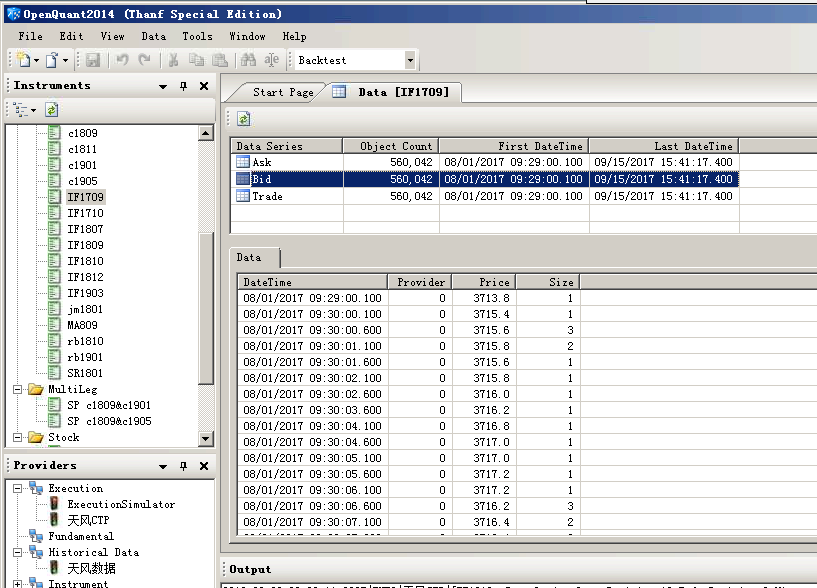 OpenQuant2014 (Thanf Special Edition)
File Edit View Data Tools Window Help
Backtest
Instruments
c1809
c1811
c1901
c1905
IF1709
IF1710
IF1807
IF1809
IF1810
IF1812
IF1903
jm1801
MA809
rb1810
rb1901
SR1801
MultiLeg
SP c1809&c1901
SP c1809&c1905
Stock
Providers
Execution
ExecutionSimulator
天风CTP
Fundamental
Historical Data
天风数据
Instrument
Start Page Data [IF1709]
Data Series Object Count First DateTime Last DateTime
Ask 560,042 08/01/2017 09:29:00.100 09/15/2017 15:41:17.400
Bid 560,042 08/01/2017 09:29:00.100 09/15/2017 15:41:17.400
Trade 560,042 08/01/2017 09:29:00.100 09/15/2017 15:41:17.400
Data
DateTime Provider Price Size
08/01/2017 09:29:00.100 0 3713.8 1
08/01/2017 09:30:00.100 0 3715.4 1
08/01/2017 09:30:00.600 0 3715.6 3
08/01/2017 09:30:01.100 0 3715.8 2
08/01/2017 09:30:01.600 0 3715.6 1
08/01/2017 09:30:02.100 0 3715.8 1
08/01/2017 09:30:02.600 0 3716.0 1
08/01/2017 09:30:03.600 0 3716.2 1
08/01/2017 09:30:04.100 0 3716.8 1
08/01/2017 09:30:04.600 0 3717.0 1
08/01/2017 09:30:05.100 0 3717.0 1
08/01/2017 09:30:05.600 0 3717.2 1
08/01/2017 09:30:06.100 0 3717.2 1
08/01/2017 09:30:06.600 0 3716.2 3
08/01/2017 09:30:07.100 0 3716.4 2
Output